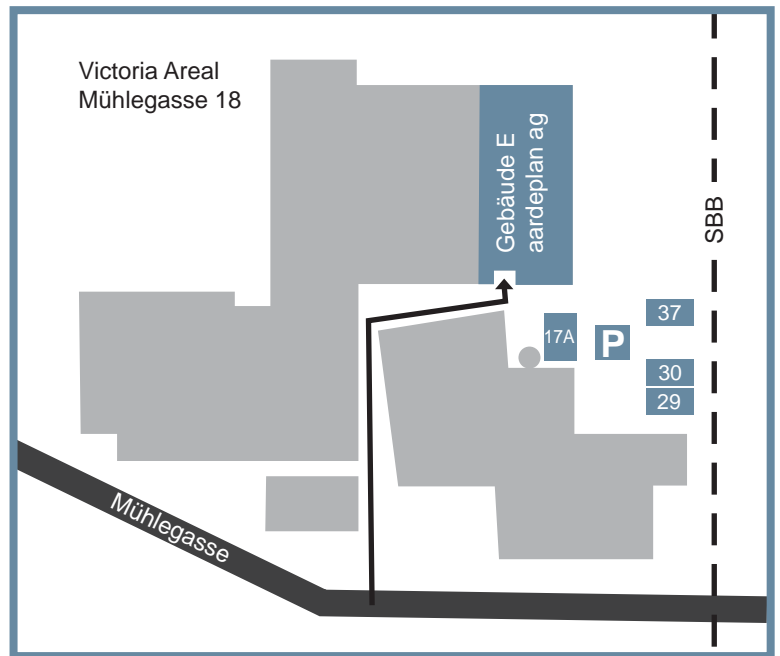 Victoria Areal
Mühlegasse 18
Gebäude E
aardeplan ag
SBB
37
17A
P
30
29
Mühlegasse